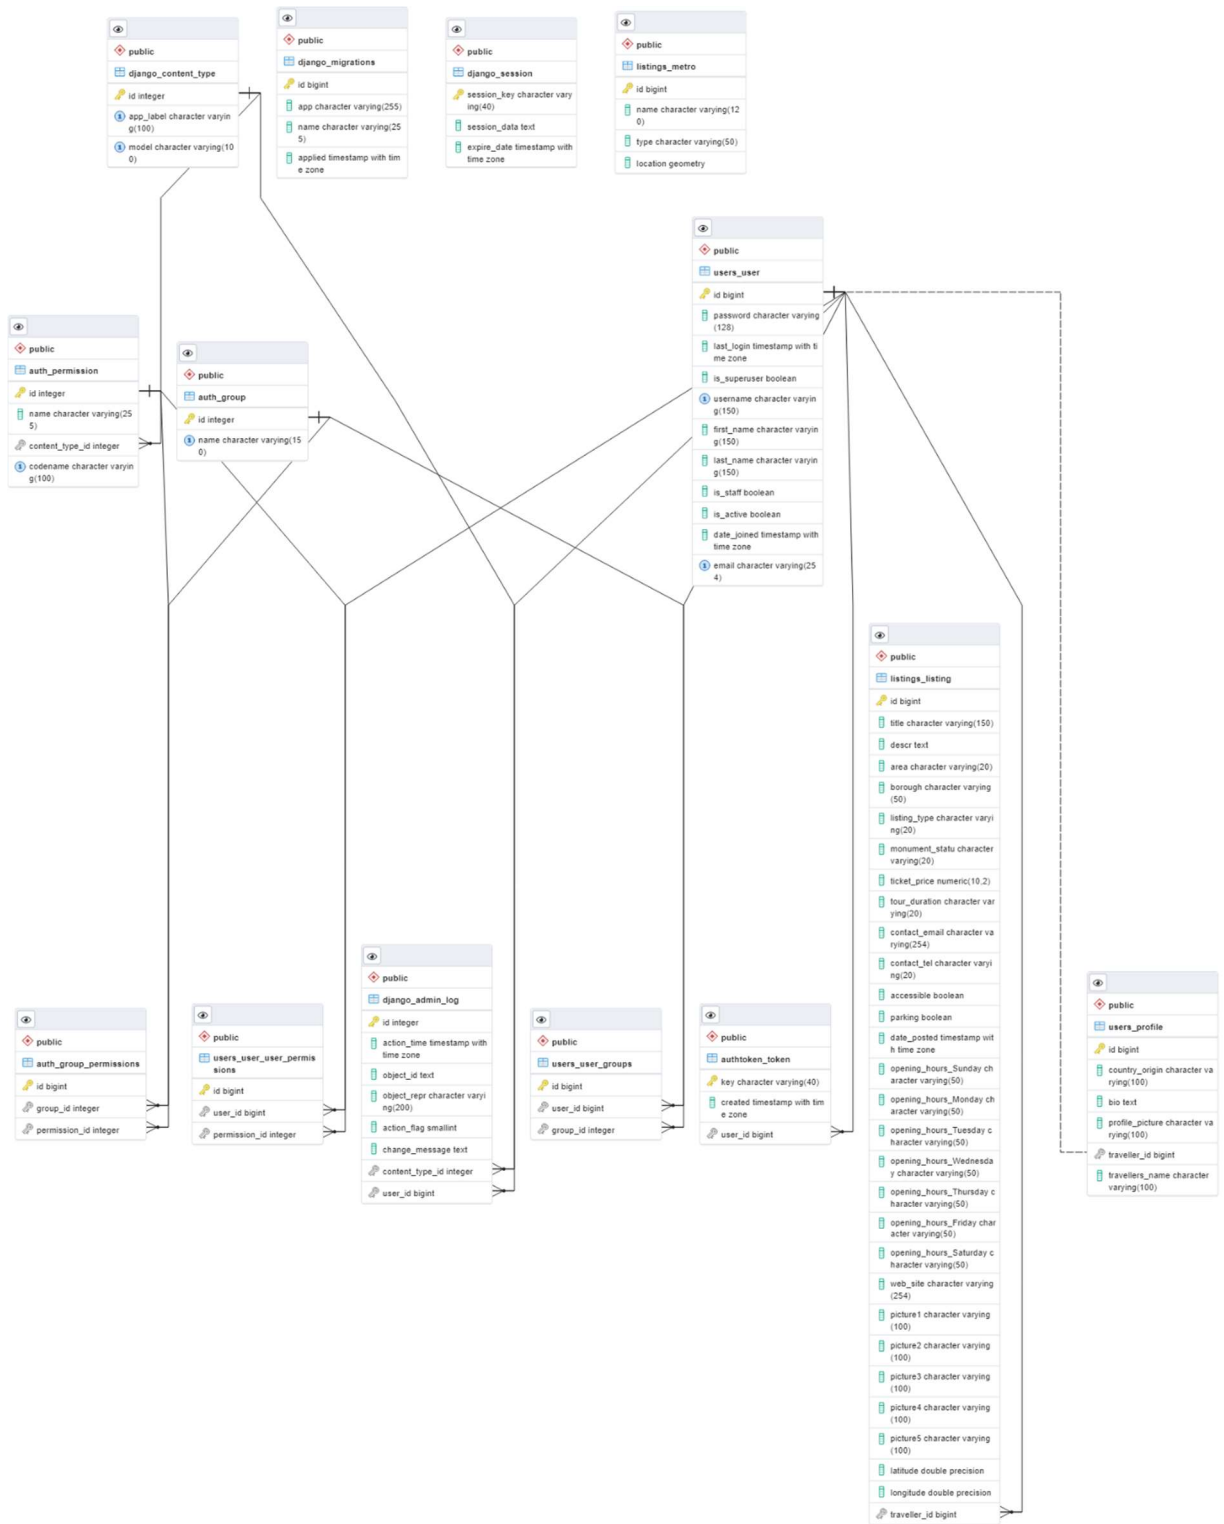 public
django_content_type
id integer
app_label character varyin
g(100)
model character varying(10
0)
public
django_migrations
id bigint
app character varying(255)
name character varying(25
5)
applied timestamp with tim
e zone
public
django_session
session_key character vary
ing(40)
session_data text
expire_date timestamp with
time zone
public
listings_metro
id bigint
name character varying(12
0)
type character varying(50)
location geometry
public
users_user
id bigint
password character varying
(128)
last_login timestamp with ti
me zone
is_superuser boolean
username character varyin
g(150)
first_name character varyin
g(150)
last_name character varyin
g(150)
is_staff boolean
is_active boolean
date_joined timestamp with
time zone
email character varying(25
4)
public
auth_permission
id integer
name character varying(25
5)
content_type_id integer
codename character varyin
g(100)
public
auth_group
id integer
name character varying(15
0)
public
listings_listing
id bigint
title character varying(150)
descr text
area character varying(20)
borough character varying
(50)
listing_type character varyi
ng(20)
monument_statu character
varying(20)
ticket_price numeric(10,2)
tour_duration character var
ying(20)
contact_email character va
rying(254)
contact_tel character varyi
ng(20)
accessible boolean
parking boolean
date_posted timestamp wit
h time zone
opening_hours_Sunday ch
aracter varying(50)
opening_hours_Monday ch
aracter varying(50)
opening_hours_Tuesday c
haracter varying(50)
opening_hours_Wednesda
y character varying(50)
opening_hours_Thursday c
haracter varying(50)
opening_hours_Friday char
acter varying(50)
opening_hours_Saturday c
haracter varying(50)
web_site character varying
(254)
picture1 character varying
(100)
picture2 character varying
(100)
picture3 character varying
(100)
picture4 character varying
(100)
picture5 character varying
(100)
latitude double precision
longitude double precision
traveller_id bigint
public
auth_group_permissions
id bigint
group_id integer
permission_id integer
public
users_user_user_permis
sions
id bigint
user_id bigint
permission_id integer
public
django_admin_log
id integer
action_time timestamp with
time zone
object_id text
object_repr character varyi
ng(200)
action_flag smallint
change_message text
content_type_id integer
user_id bigint
public
users_user_groups
id bigint
user_id bigint
group_id integer
public
authtoken_token
key character varying(40)
created timestamp with tim
e zone
user_id bigint
public
users_profile
id bigint
country_origin character va
rying(100)
bio text
profile_picture character va
rying(100)
traveller_id bigint
travellers_name character
varying(100)